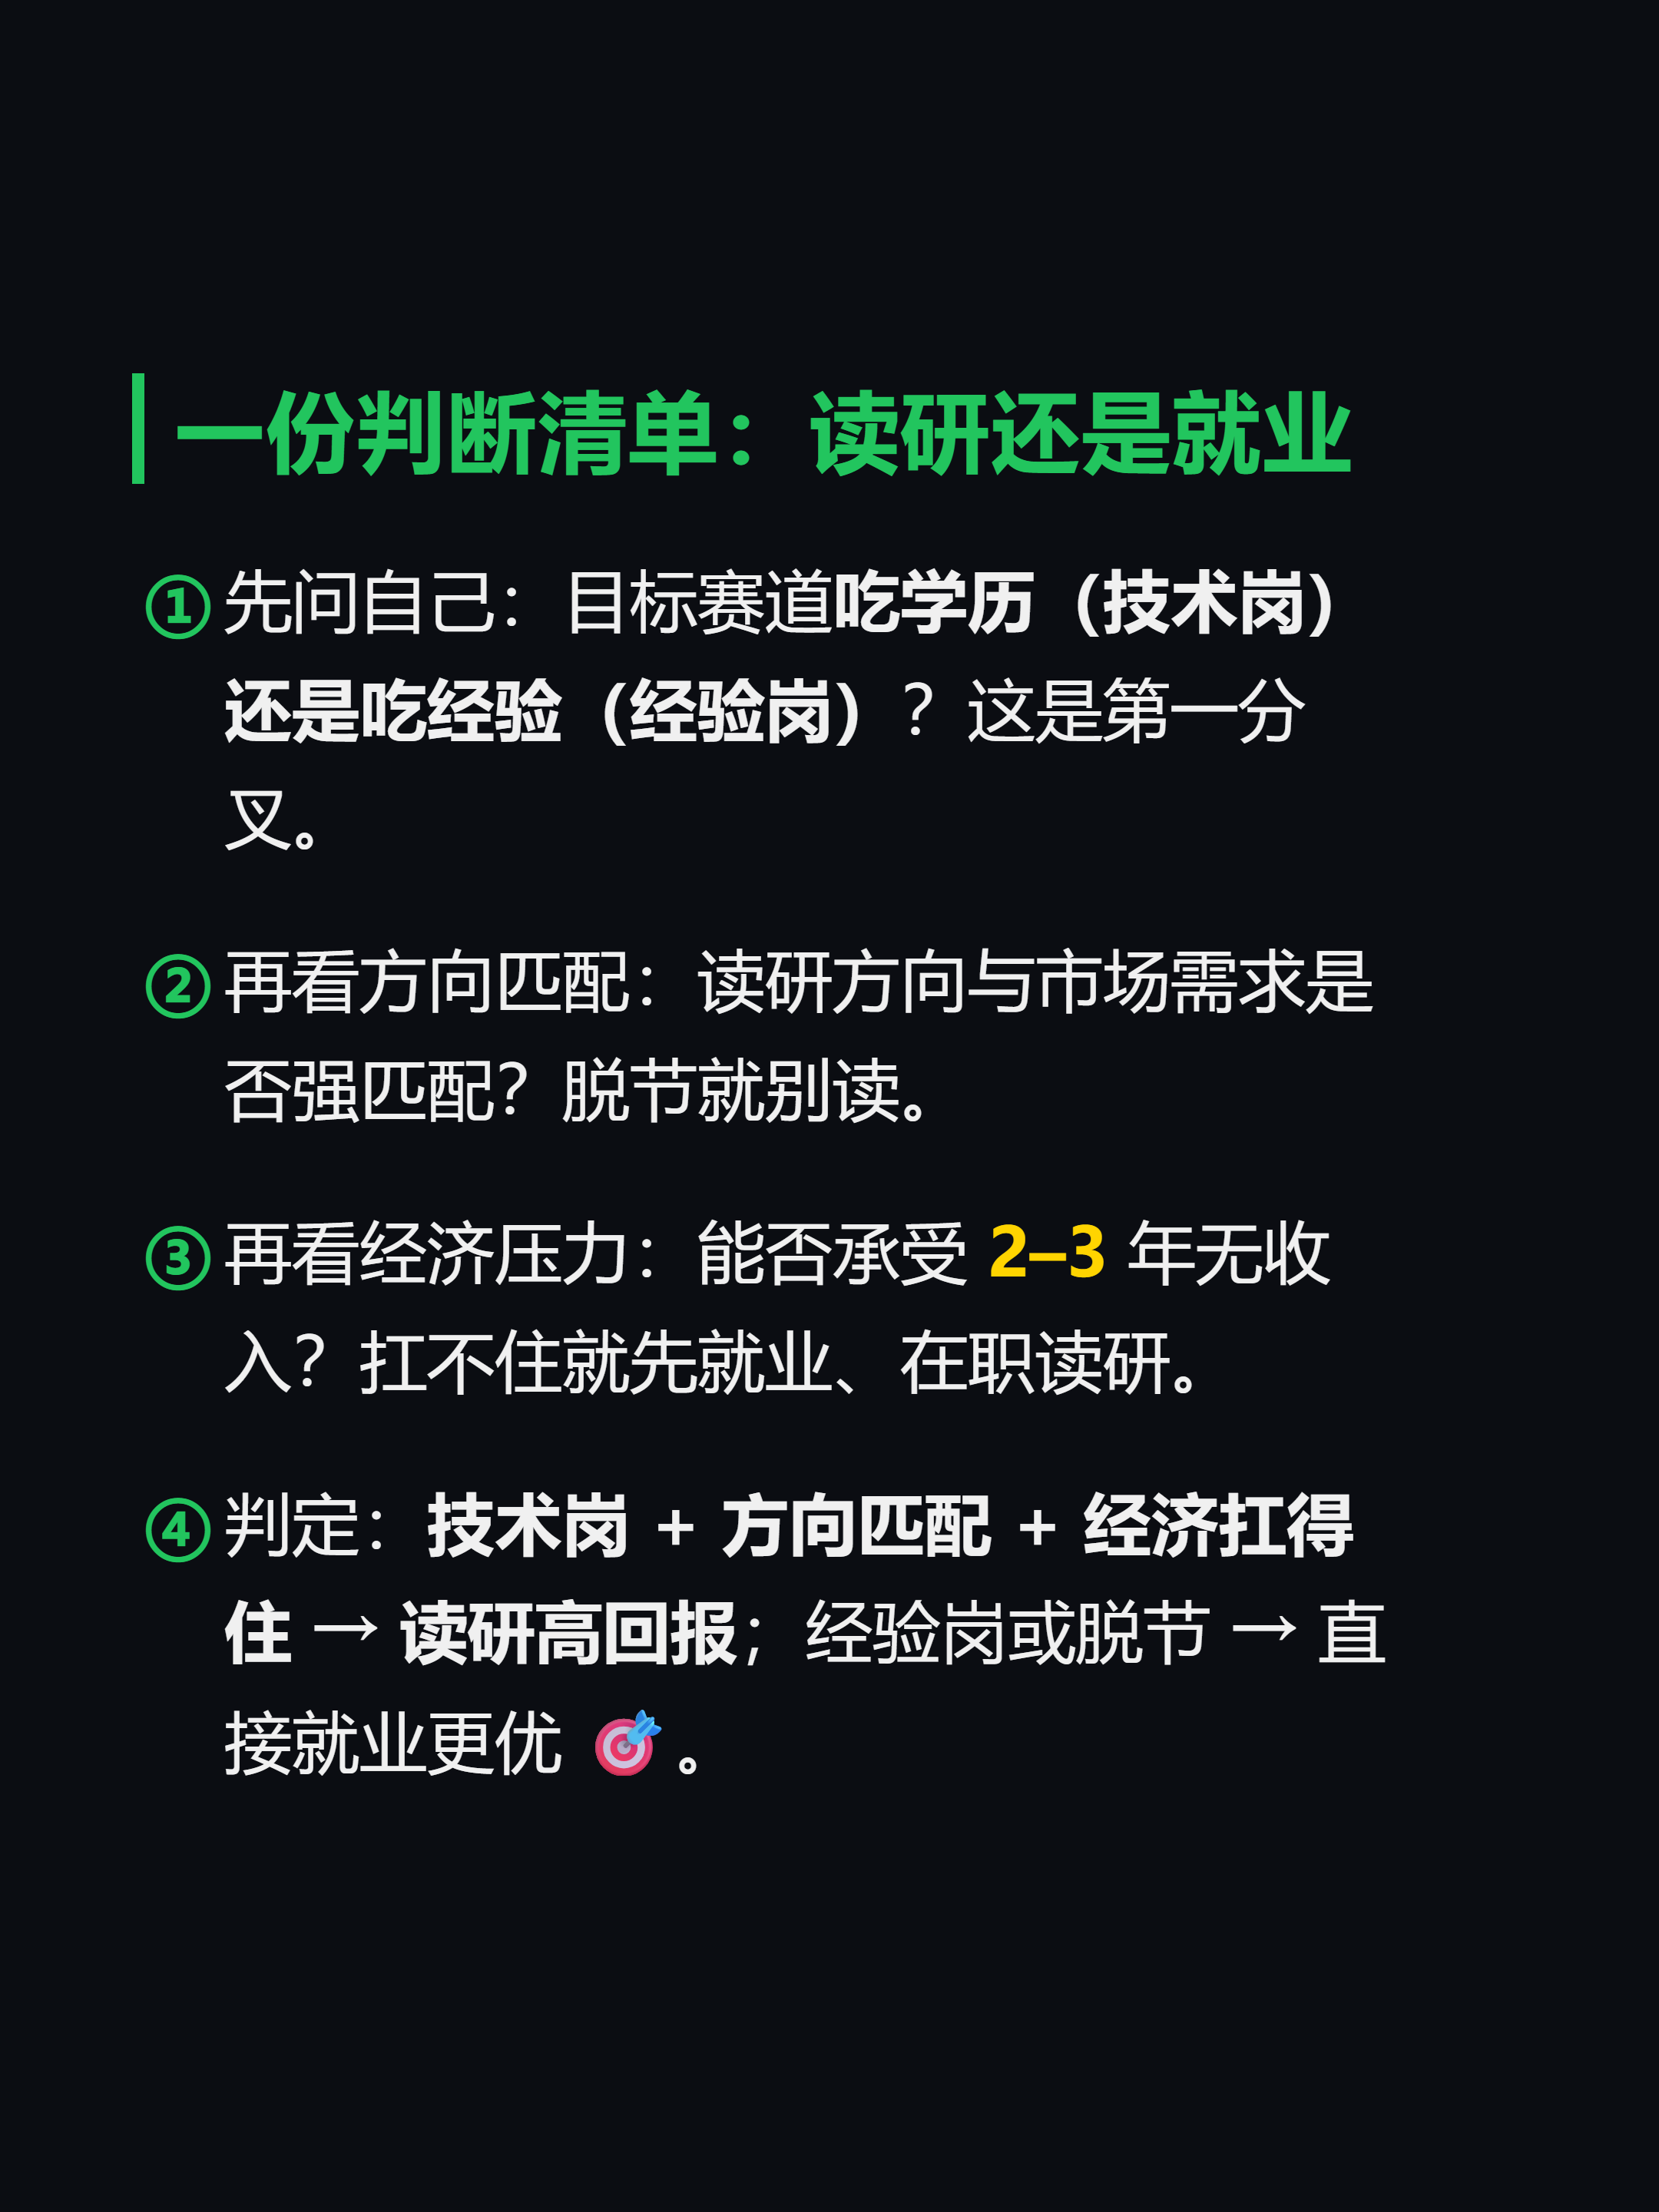 一份判断清单：读研还是就业
① 先问自己：目标赛道吃学历（技术岗）
还是吃经验（经验岗）？这是第一分
叉。
② 再看方向匹配：读研方向与市场需求是
否强匹配？脱节就别读。
③ 再看经济压力：能否承受 2–3 年无收
入？扛不住就先就业、在职读研。
④ 判定：技术岗 + 方向匹配 + 经济扛得
住 → 读研高回报；经验岗或脱节 → 直
接就业更优 🎯。